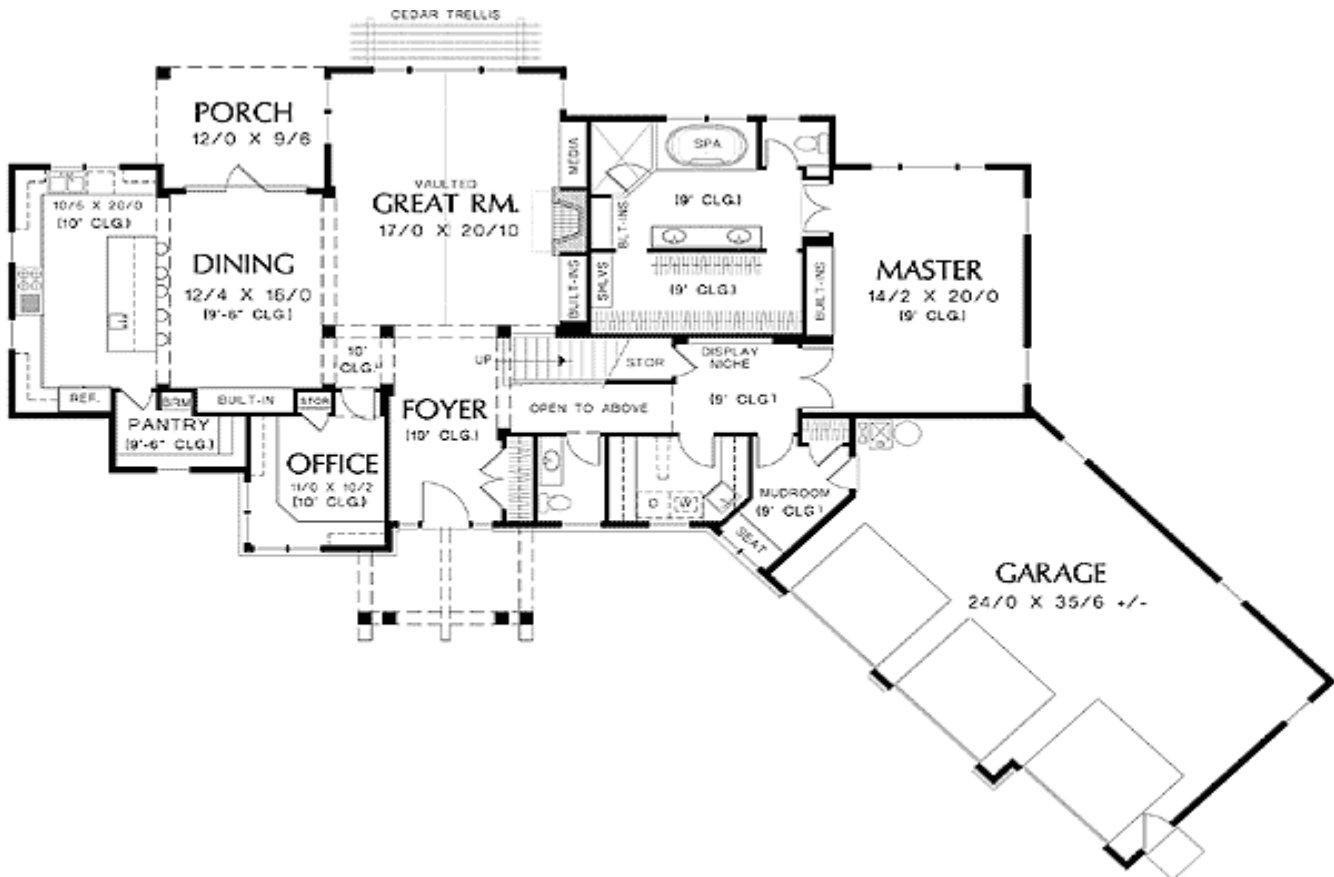 CEDAR TRELLIS
PORCH
12/0 X 9/6
VAULTED
GREAT RM.
17/0 X 20/10
MEDIA
SPA
10/6 X 20/0
(10' CLG.)
(9' CLG.)
BLT-INS
DINING
12/4 X 16/0
(9'-6" CLG.)
MASTER
14/2 X 20/0
(9' CLG.)
BUILT-INS
SHLVS
(9' CLG.)
BUILT-INS
10'
CLG.
UP
STOR
DISPLAY
NICHE
(9' CLG.)
REF.
BRM
BUILT-IN
STOR
FOYER
(10' CLG.)
OPEN TO ABOVE
PANTRY
(9'-6" CLG.)
OFFICE
11/0 X 10/2
(10' CLG.)
D
W
MUDROOM
(9' CLG)
SEAT
GARAGE
24/0 X 35/6 +/-